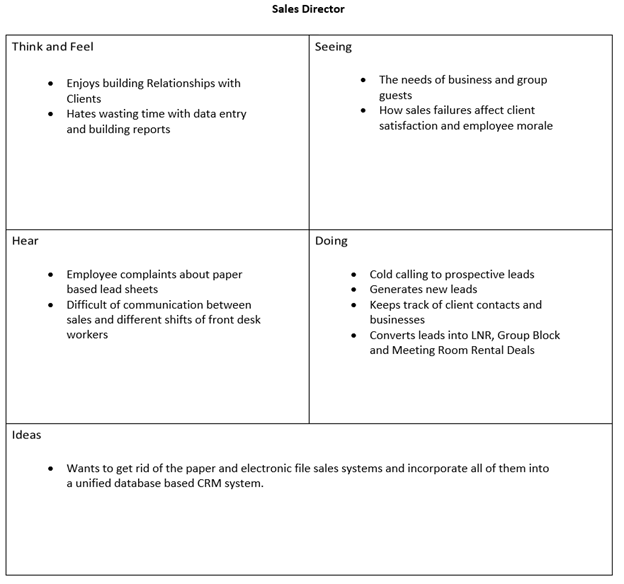 Sales Director
Think and Feel
• Enjoys building Relationships with
Clients
• Hates wasting time with data entry
and building reports
Seeing
• The needs of business and group
guests
• How sales failures affect client
satisfaction and employee morale
Hear
• Employee complaints about paper
based lead sheets
• Difficult of communication between
sales and different shifts of front desk
workers
Doing
• Cold calling to prospective leads
• Generates new leads
• Keeps track of client contacts and
businesses
• Converts leads into LNR, Group Block
and Meeting Room Rental Deals
Ideas
• Wants to get rid of the paper and electronic file sales systems and incorporate all of them into
a unified database based CRM system.